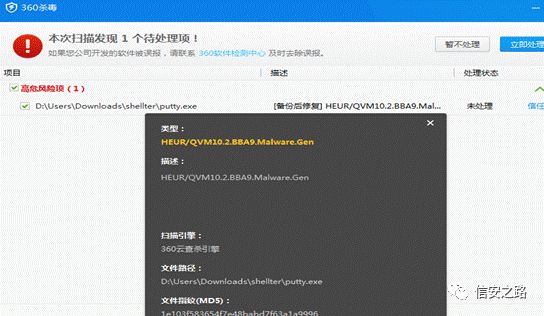 360杀毒
本次扫描发现 1 个待处理项！
如果您公司开发的软件被误报，请联系 360软件检测中心 及时去除误报。
暂不处理
立即处理
项目
描述
处理状态
高危风险项（1）
D:\Users\Downloads\shellter\putty.exe
[备份后修复] HEUR/QVM10.2.BBA9.Mal...
未处理
信任
类型：
HEUR/QVM10.2.BBA9.Malware.Gen
描述：
HEUR/QVM10.2.BBA9.Malware.Gen
扫描引擎：
360云查杀引擎
文件路径：
D:\Users\Downloads\shellter\putty.exe
文件指纹(MD5)：
1e103f583654f7e48babd7f63a1a9996
信安之路